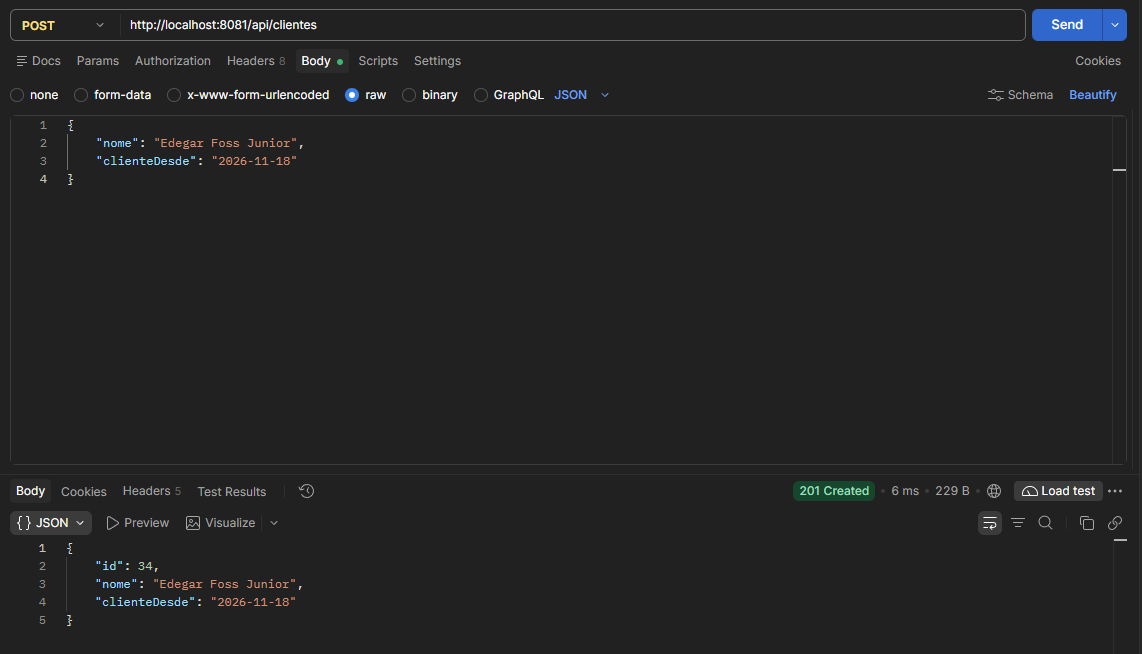 POST http://localhost:8081/api/clientes Send
Docs Params Authorization Headers 8 Body Scripts Settings Cookies
none form-data x-www-form-urlencoded raw binary GraphQL JSON Schema Beautify
1 {
2 "nome": "Edegar Foss Junior",
3 "clienteDesde": "2026-11-18"
4 }
Body Cookies Headers 5 Test Results 201 Created 6 ms 229 B Load test
{} JSON Preview Visualize
1 {
2 "id": 34,
3 "nome": "Edegar Foss Junior",
4 "clienteDesde": "2026-11-18"
5 }